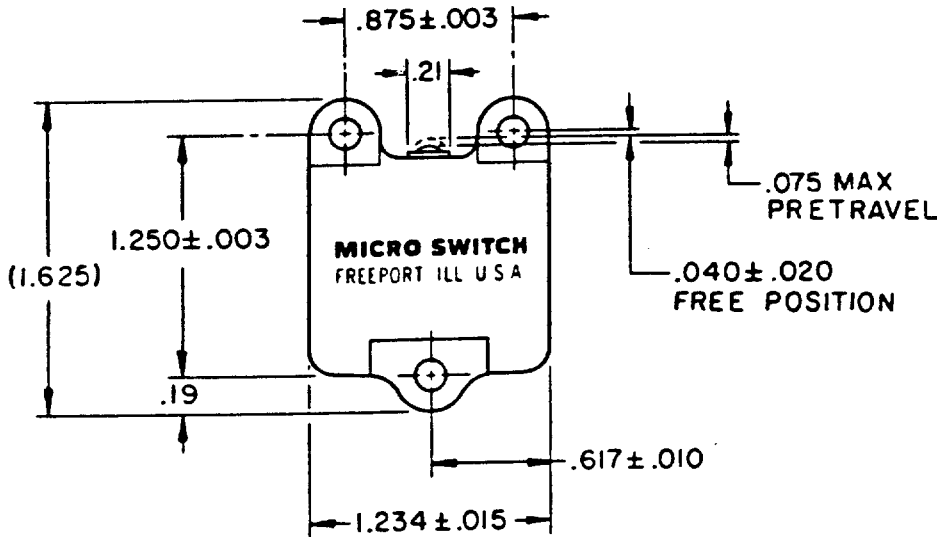 .875±.003
.21
.075 MAX
PRETRAVEL
1.250±.003
MICRO SWITCH
FREEPORT ILL U S A
(1.625)
.040±.020
FREE POSITION
.19
.617±.010
1.234±.015